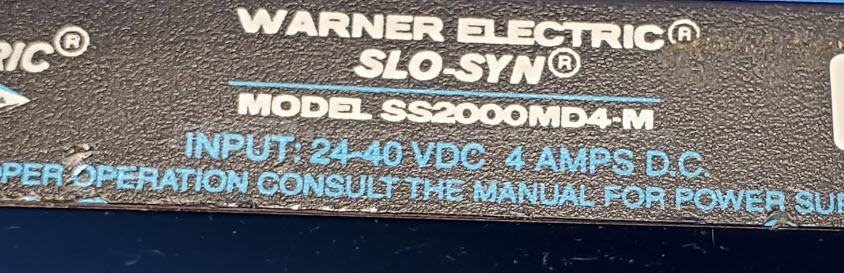 WARNER ELECTRIC®
RIC®
SLO-SYN®
MODEL SS2000MD4-M
INPUT: 24-40 VDC 4 AMPS D.C.
OPER OPERATION CONSULT THE MANUAL FOR POWER SU